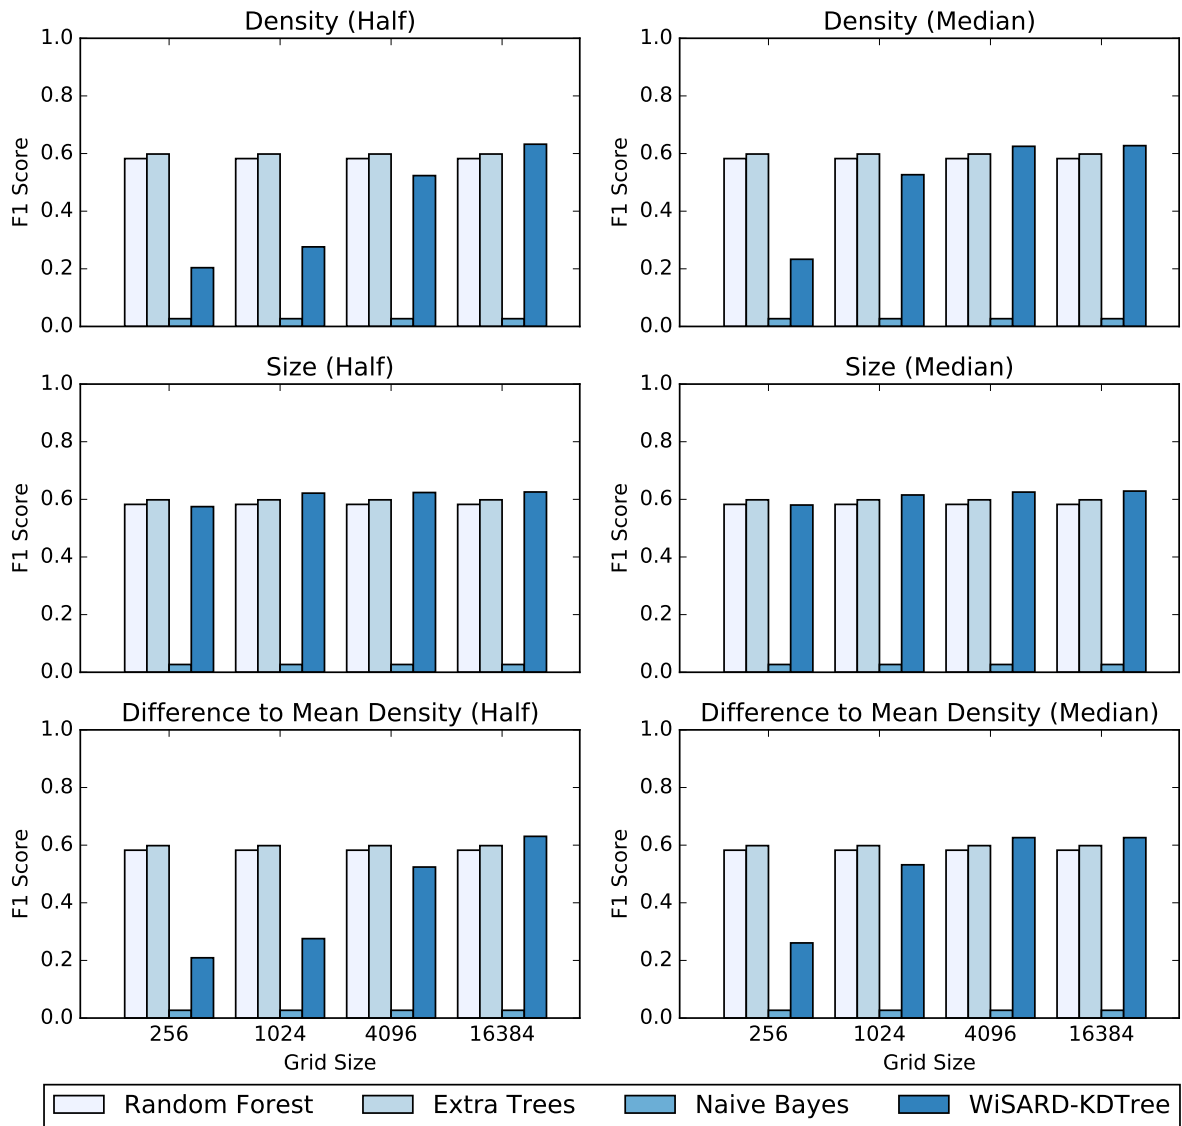 Density (Half)
1.0
0.8
0.6
0.4
0.2
0.0
F1 Score
Density (Median)
1.0
0.8
0.6
0.4
0.2
0.0
F1 Score
Size (Half)
1.0
0.8
0.6
0.4
0.2
0.0
F1 Score
Size (Median)
1.0
0.8
0.6
0.4
0.2
0.0
F1 Score
Difference to Mean Density (Half)
1.0
0.8
0.6
0.4
0.2
0.0
F1 Score
256 1024 4096 16384
Grid Size
Difference to Mean Density (Median)
1.0
0.8
0.6
0.4
0.2
0.0
F1 Score
256 1024 4096 16384
Grid Size
Random Forest Extra Trees Naive Bayes WiSARD-KDTree